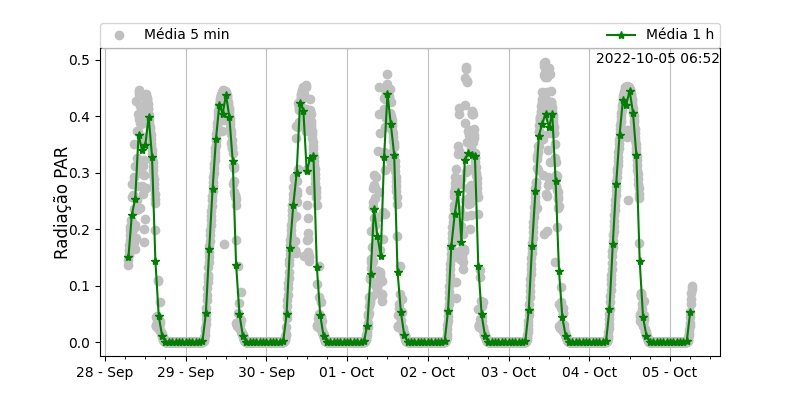 Média 5 min
Média 1 h
2022-10-05 06:52
Radiação PAR
0.5
0.4
0.3
0.2
0.1
0.0
28 - Sep
29 - Sep
30 - Sep
01 - Oct
02 - Oct
03 - Oct
04 - Oct
05 - Oct